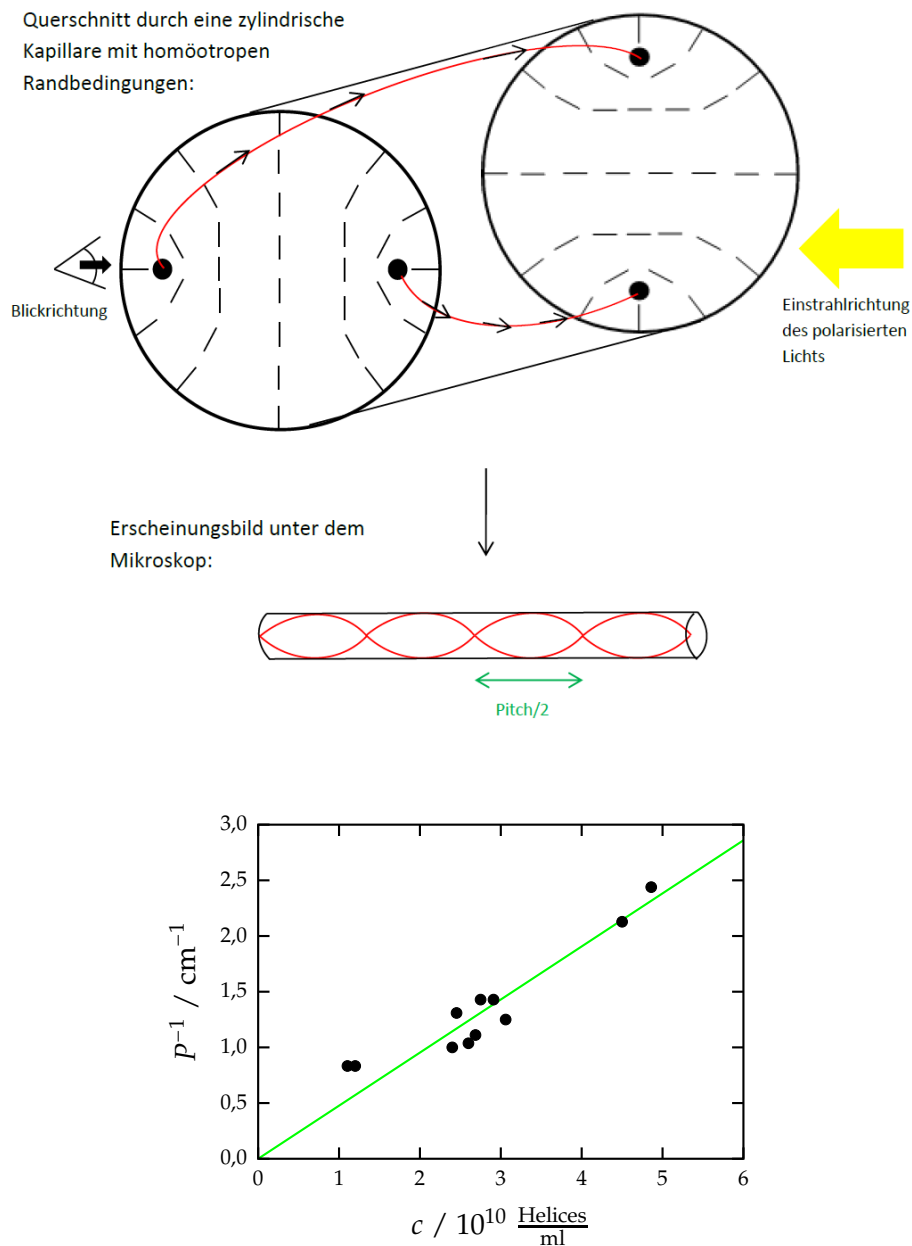 Querschnitt durch eine zylindrische
Kapillare mit homöotropen
Randbedingungen:
Blickrichtung
Einstrahlrichtung
des polarisierten
Lichts
Erscheinungsbild unter dem
Mikroskop:
Pitch/2
3,0
2,5
2,0
1,5
1,0
0,5
0,0
P⁻¹ / cm⁻¹
0 1 2 3 4 5 6
c / 10¹⁰ Helices
ml